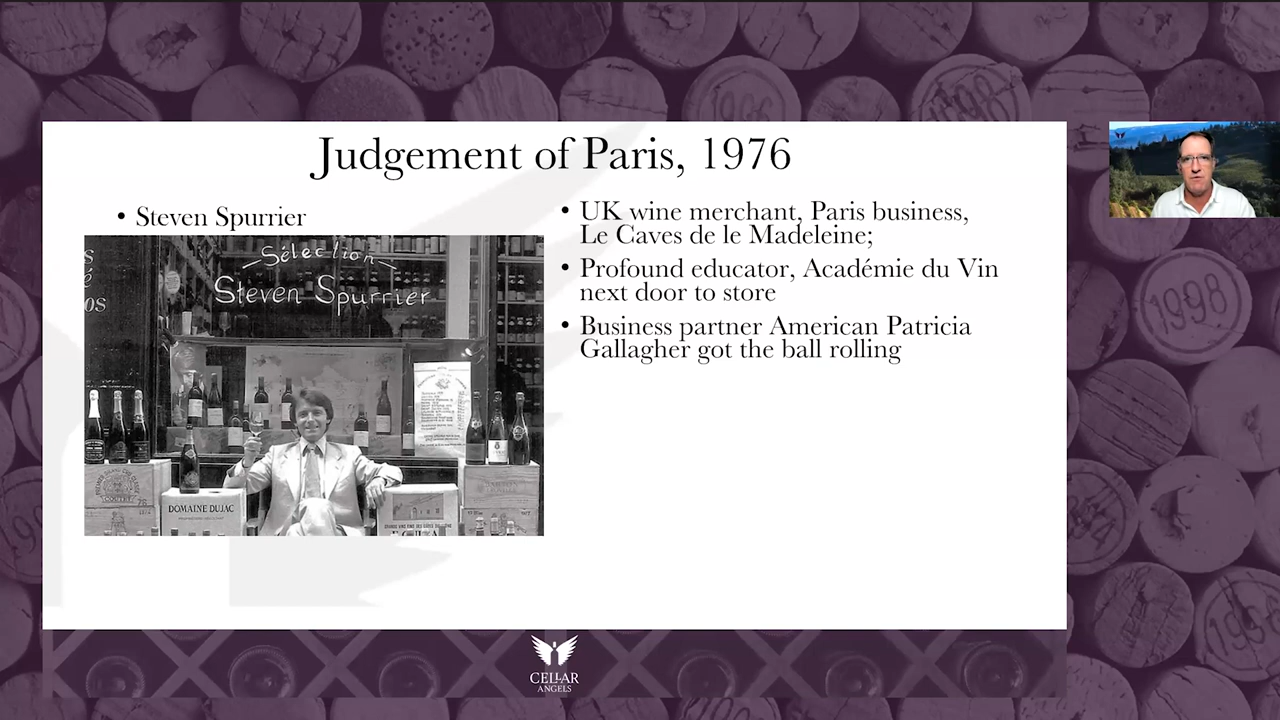 Judgement of Paris, 1976
• Steven Spurrier
Sélection
Steven Spurrier
DOMAINE DUJAC
• UK wine merchant, Paris business,
Le Caves de le Madeleine;
• Profound educator, Académie du Vin
next door to store
• Business partner American Patricia
Gallagher got the ball rolling
1998
CELLAR
ANGELS